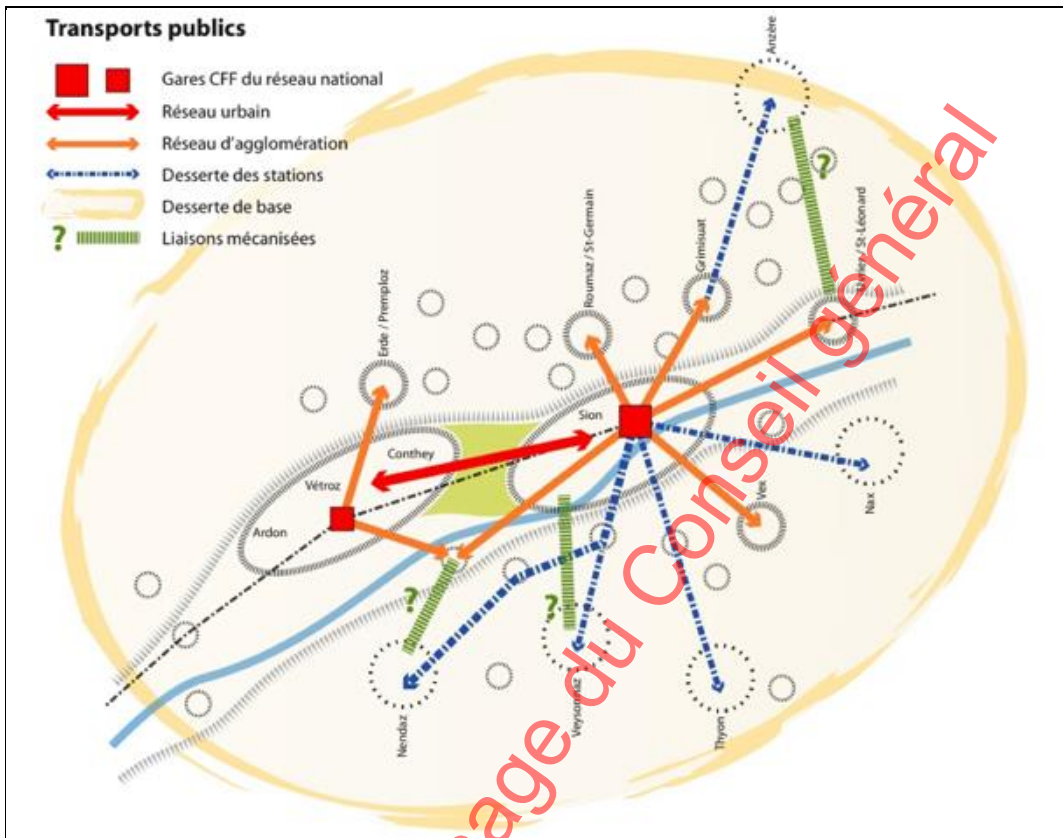 Transports publics
Gares CFF du réseau national
Réseau urbain
Réseau d'agglomération
Desserte des stations
Desserte de base
? Liaisons mécanisées
Anzère
?
/ St-Léonard
Grimisuat
Roumaz / St-Germain
Erde / Premploz
Sion
Conthey
Vétroz
Ardon
Nax
Vex
?
?
Nendaz
Veysonnaz
Thyon
age du Conseil général